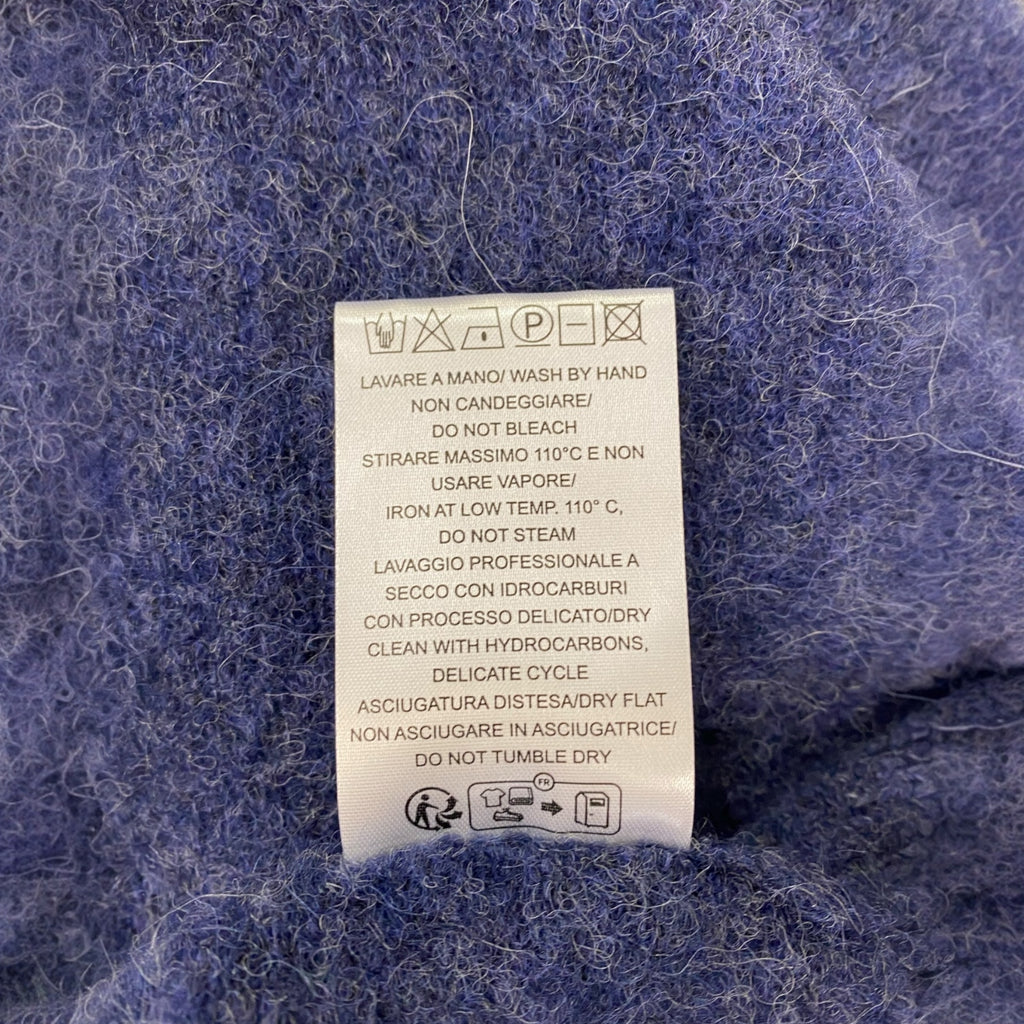 P
LAVARE A MANO/ WASH BY HAND
NON CANDEGGIARE/
DO NOT BLEACH
STIRARE MASSIMO 110°C E NON
USARE VAPORE/
IRON AT LOW TEMP. 110° C,
DO NOT STEAM
LAVAGGIO PROFESSIONALE A
SECCO CON IDROCARBURI
CON PROCESSO DELICATO/DRY
CLEAN WITH HYDROCARBONS,
DELICATE CYCLE
ASCIUGATURA DISTESA/DRY FLAT
NON ASCIUGARE IN ASCIUGATRICE/
DO NOT TUMBLE DRY
FR